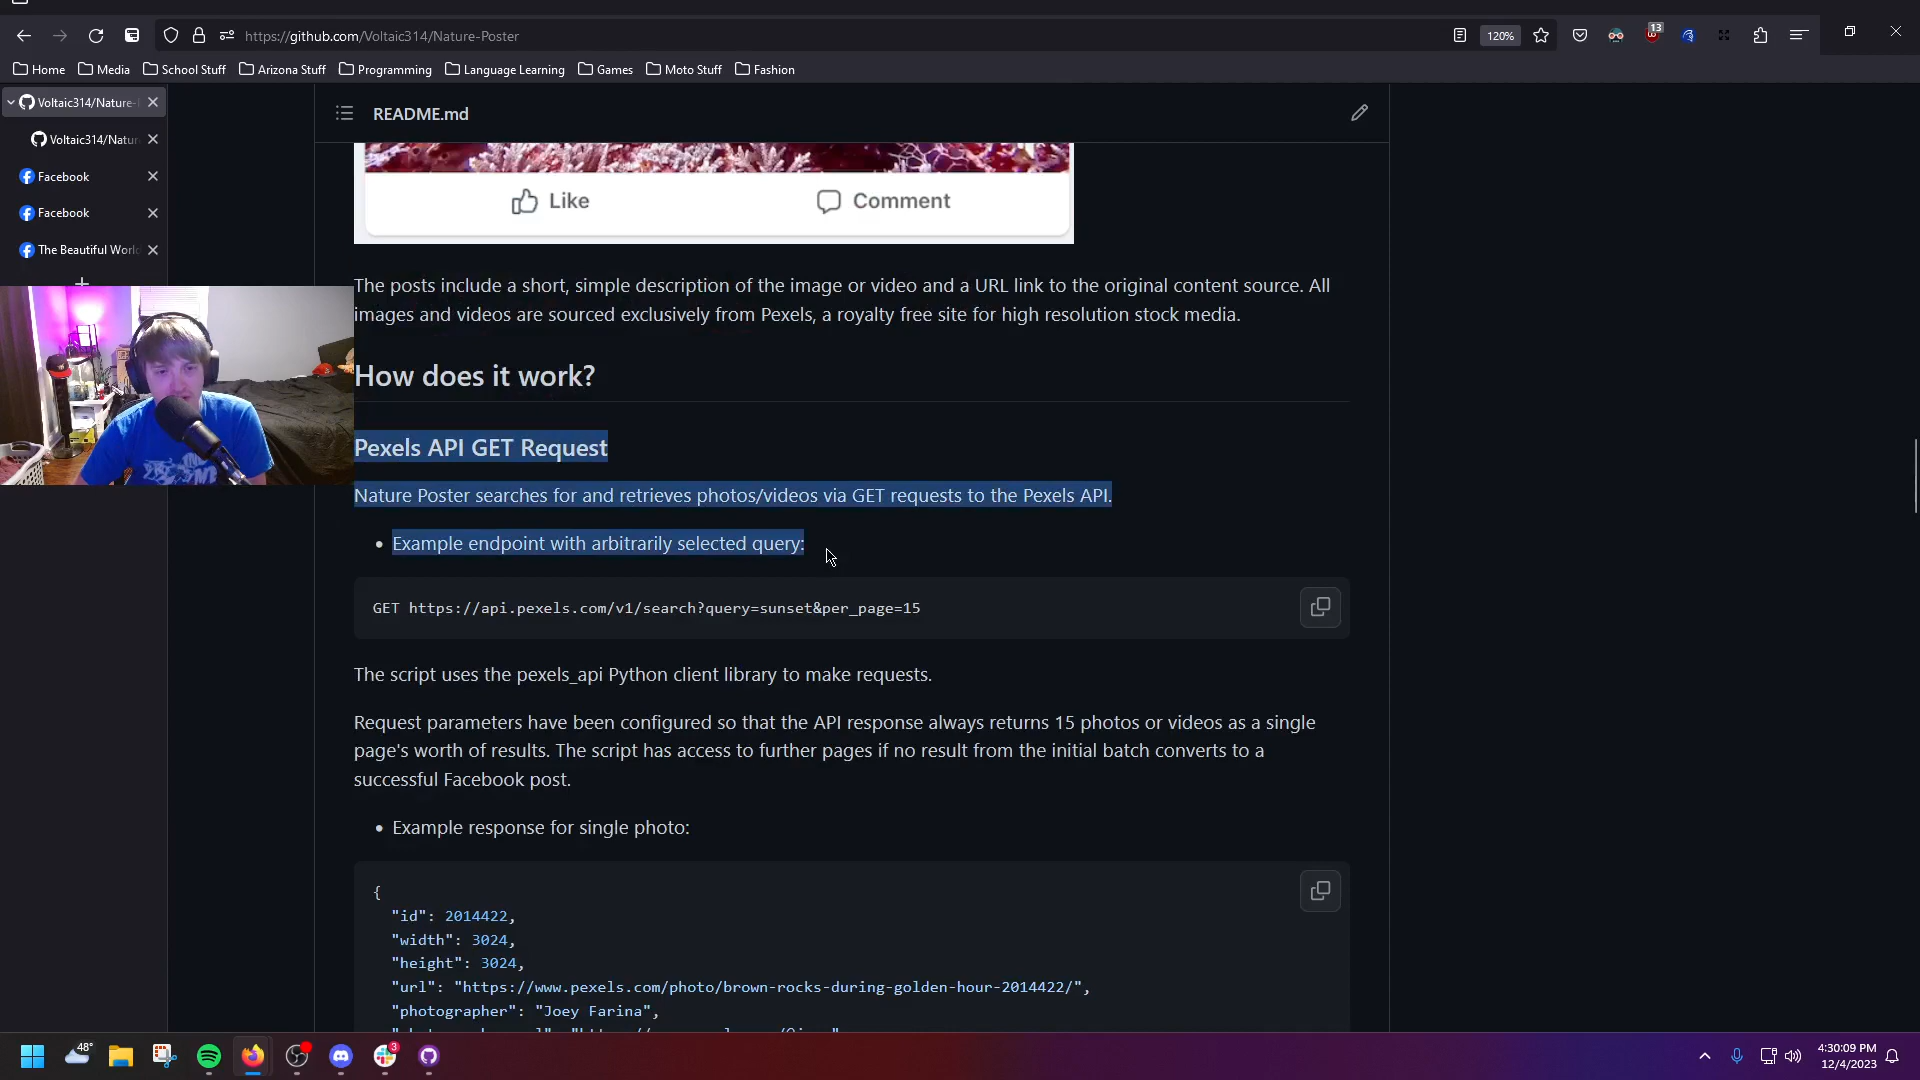 https://github.com/Voltaic314/Nature-Poster
120%
13
Home
Media
School Stuff
Arizona Stuff
Programming
Language Learning
Games
Moto Stuff
Fashion
Voltaic314/Nature-
Voltaic314/Natur
Facebook
Facebook
The Beautiful World
README.md
Like
Comment
The posts include a short, simple description of the image or video and a URL link to the original content source. All
images and videos are sourced exclusively from Pexels, a royalty free site for high resolution stock media.
How does it work?
Pexels API GET Request
Nature Poster searches for and retrieves photos/videos via GET requests to the Pexels API.
• Example endpoint with arbitrarily selected query:
GET https://api.pexels.com/v1/search?query=sunset&per_page=15
The script uses the pexels_api Python client library to make requests.
Request parameters have been configured so that the API response always returns 15 photos or videos as a single
page's worth of results. The script has access to further pages if no result from the initial batch converts to a
successful Facebook post.
• Example response for single photo:
{
"id": 2014422,
"width": 3024,
"height": 3024,
"url": "https://www.pexels.com/photo/brown-rocks-during-golden-hour-2014422/",
"photographer": "Joey Farina",
48°
3
4:30:09 PM
12/4/2023